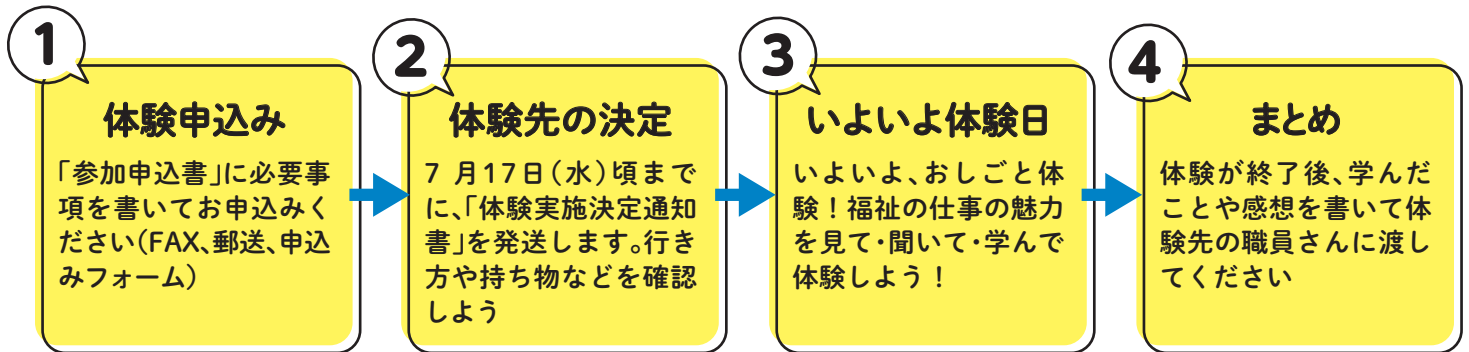 1
体験申込み
「参加申込書」に必要事
項を書いてお申込みく
ださい(FAX、郵送、申込
みフォーム)
2
体験先の決定
7月17日(水)頃まで
に、「体験実施決定通知
書」を発送します。行き
方や持ち物などを確認
しよう
3
いよいよ体験日
いよいよ、おしごと体
験！福祉の仕事の魅力
を見て・聞いて・学んで
体験しよう！
4
まとめ
体験が終了後、学んだ
ことや感想を書いて体
験先の職員さんに渡し
てください